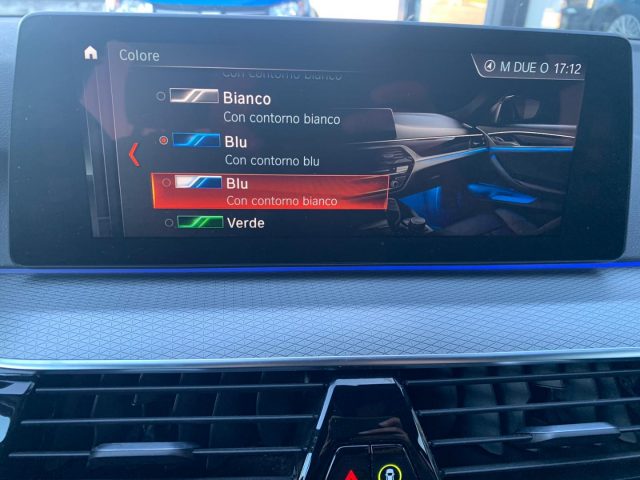 Colore
M DUE O 17:12
Con contorno bianco
Bianco
Con contorno bianco
Blu
Con contorno blu
Blu
Con contorno bianco
Verde